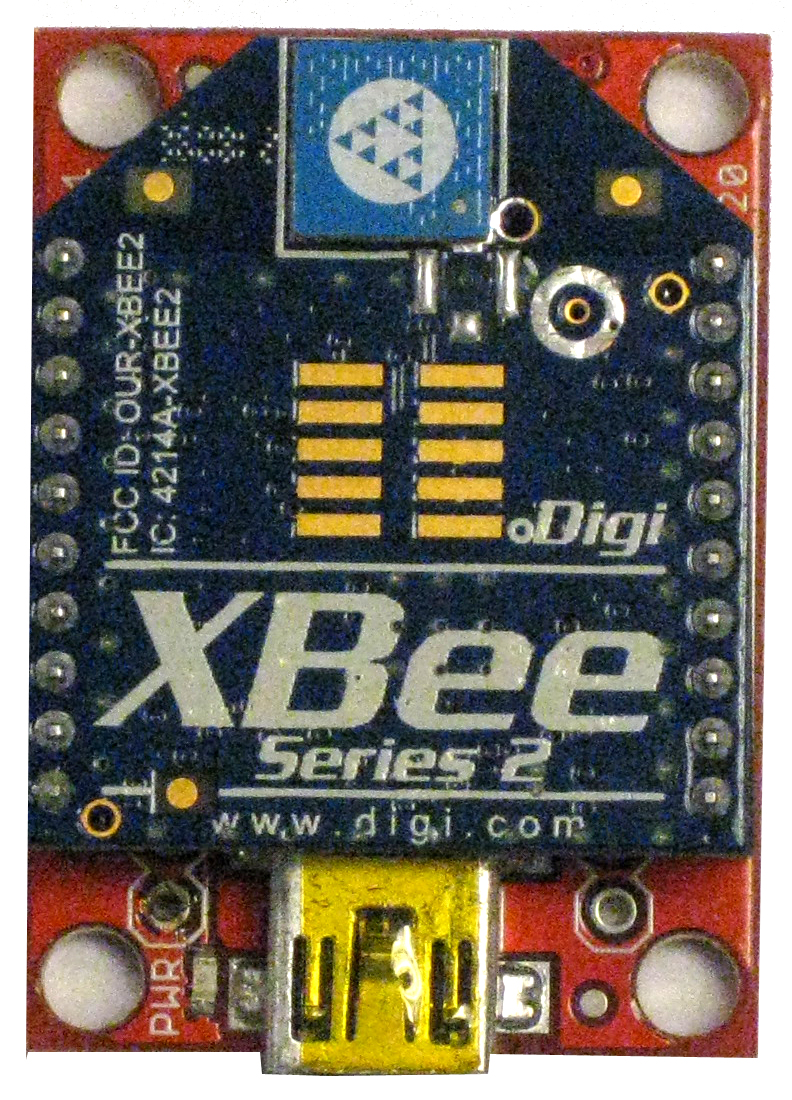 1
20
FCC ID: OUR-XBEE2
IC: 4214A-XBEE2
Digi
XBee
Series 2
www.digi.com
PWR